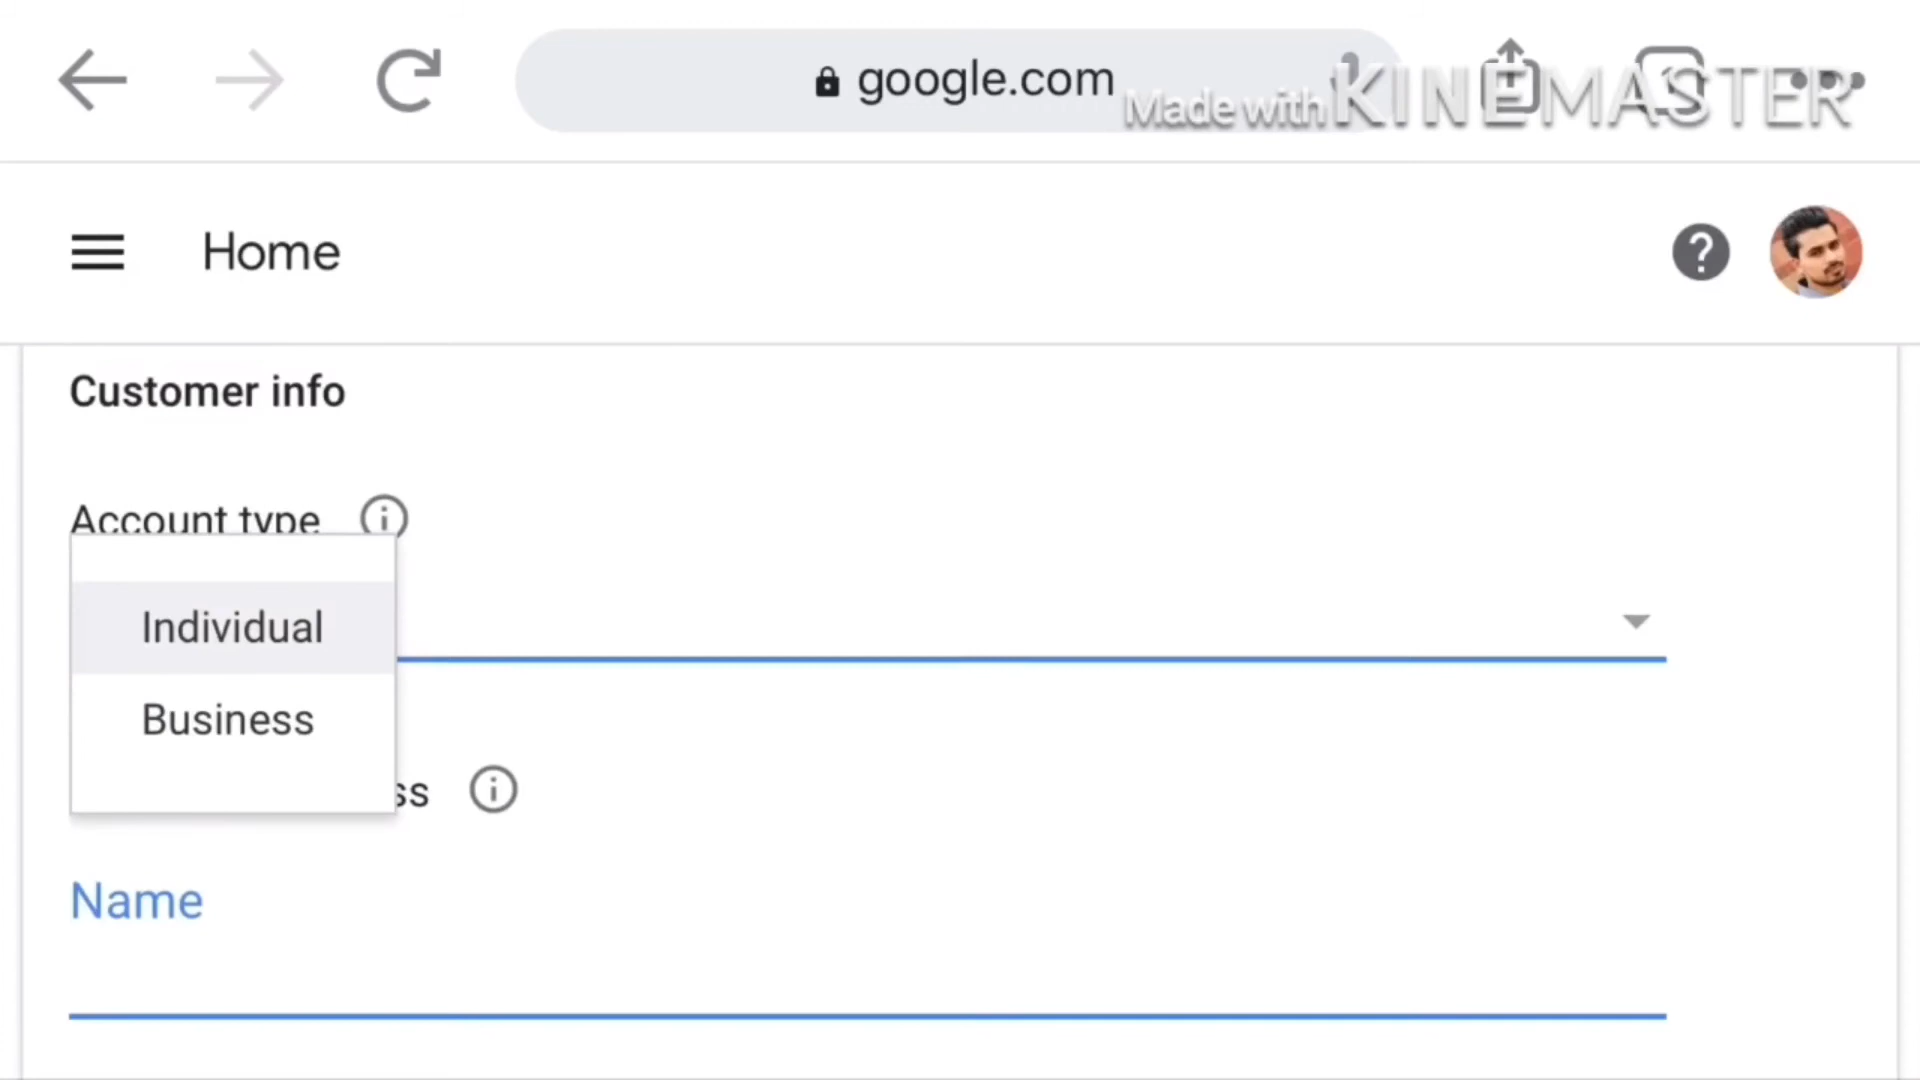 google.com
Made with KINEMASTER
Home
Customer info
Account type
Individual
Business
ss
Name